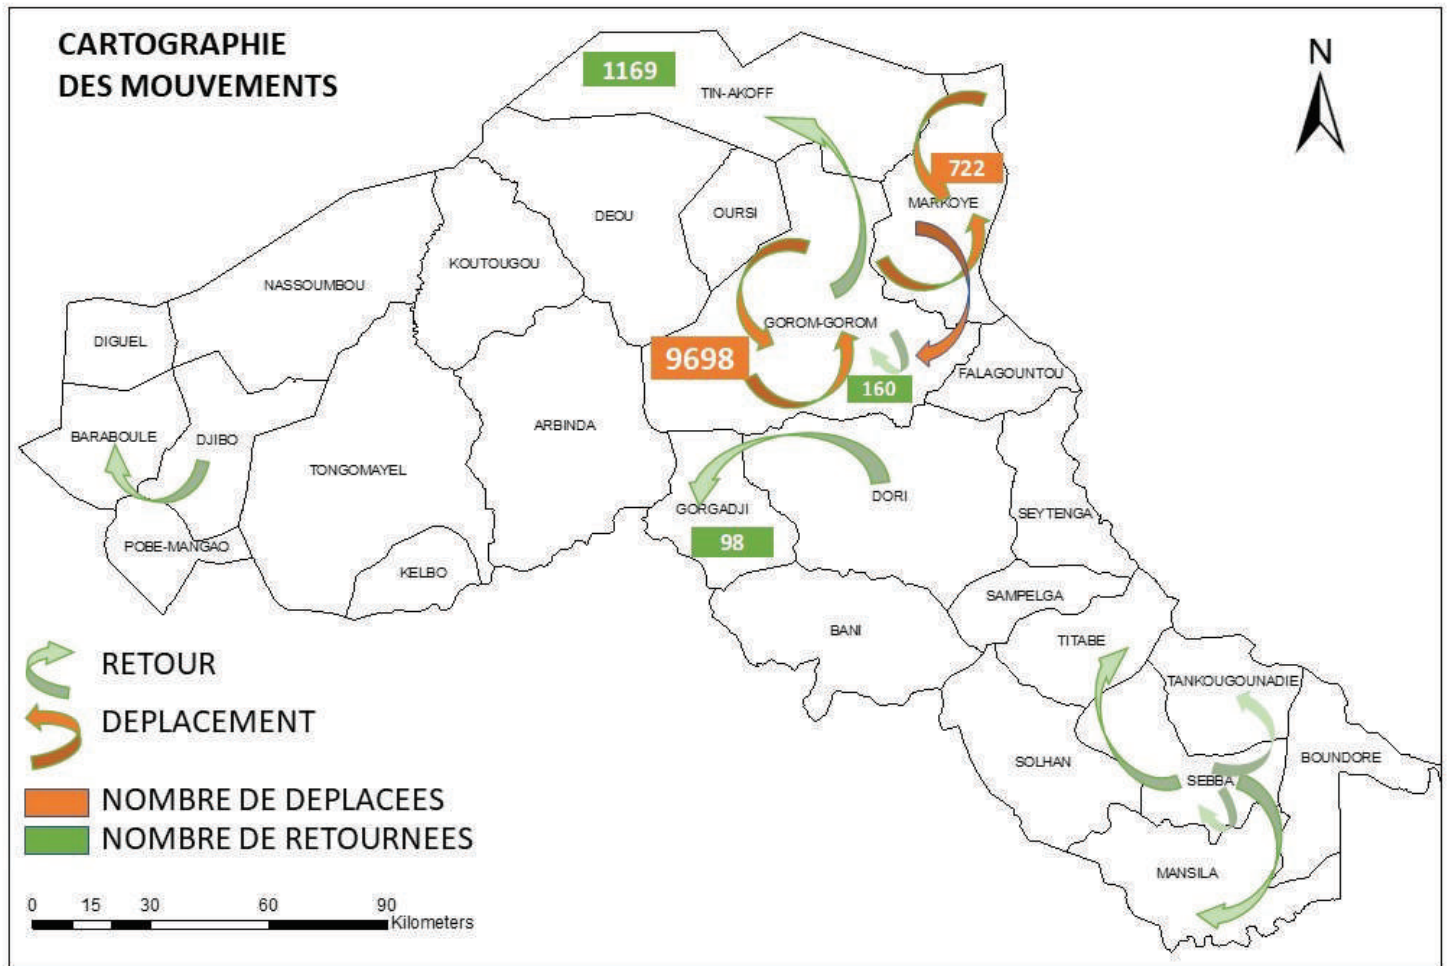 CARTOGRAPHIE
DES MOUVEMENTS
N
1169
TIN-AKOFF
722
MARKOYE
DEOU
OURSI
KOUTOUGOU
NASSOUMBOU
GOROM-GOROM
DIGUEL
9698
FALAGOUNTOU
160
ARBINDA
BARABOULE
DJIBO
TONGOMAYEL
DORI
GORGADJI
SEYTENGA
98
POBE-MANGAO
KELBO
SAMPELGA
BANI
TITABE
RETOUR
TANKOUGOUNADIE
DEPLACEMENT
SOLHAN
BOUNDORE
SEBBA
NOMBRE DE DEPLACEES
NOMBRE DE RETOURNEES
MANSILA
0 15 30 60 90
Kilometers